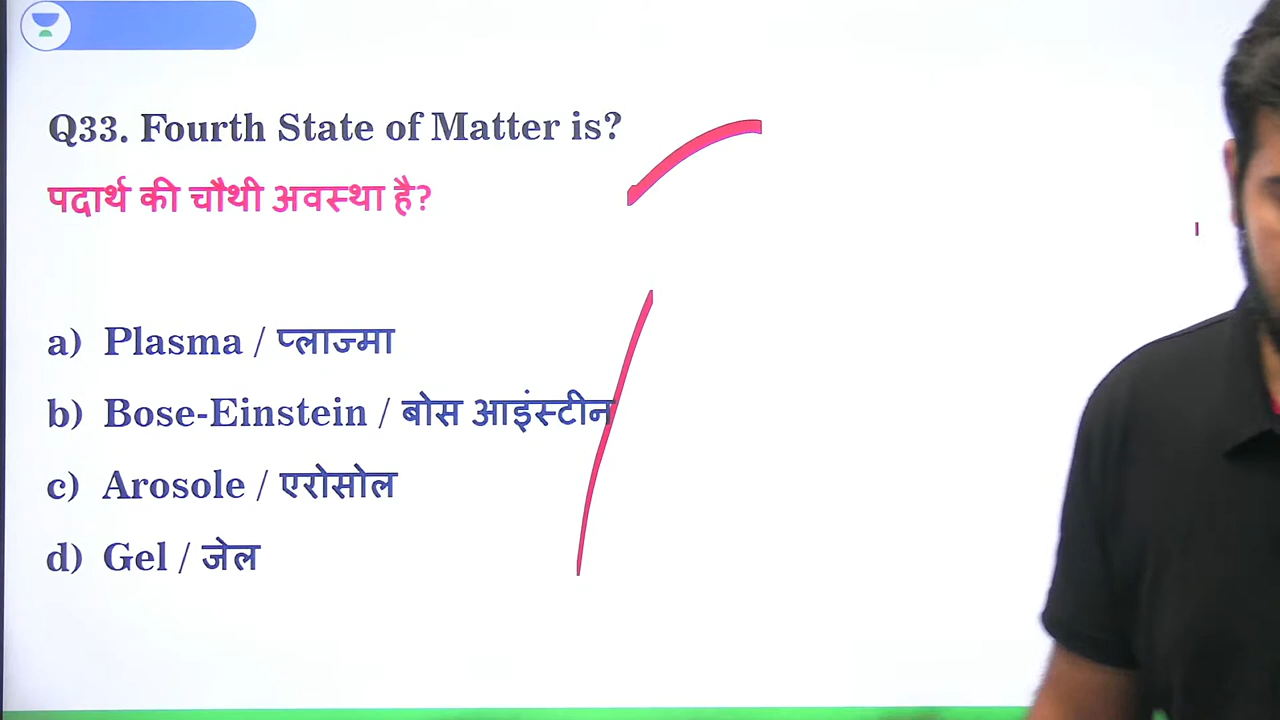 Q33. Fourth State of Matter is?
पदार्थ की चौथी अवस्था है?
a) Plasma / प्लाज्मा
b) Bose-Einstein / बोस आइंस्टीन
c) Arosole / एरोसोल
d) Gel / जेल